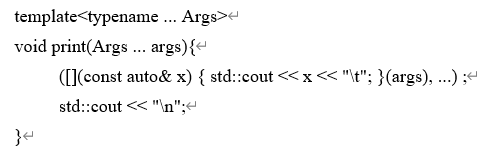 template<typename ... Args>↵
void print(Args ... args){↵
([](const auto& x) { std::cout << x << "\t"; }(args), ...) ;↵
std::cout << "\n";↵
}↵